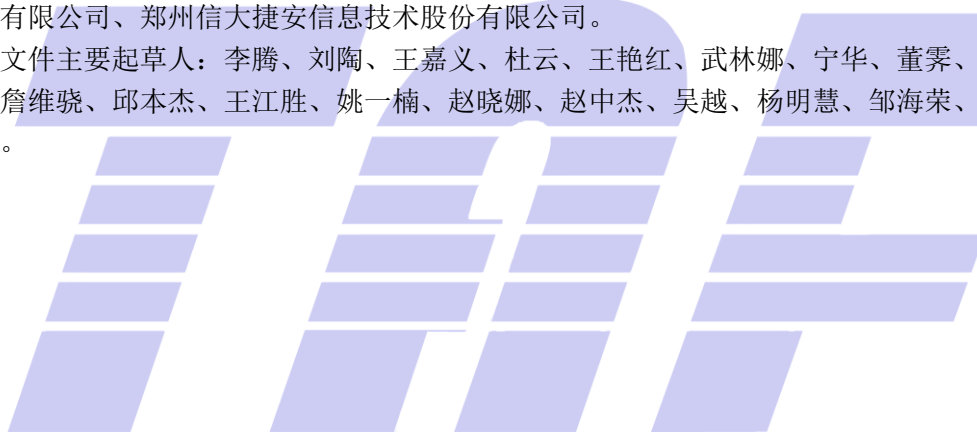 有限公司、郑州信大捷安信息技术股份有限公司。
文件主要起草人：李腾、刘陶、王嘉义、杜云、王艳红、武林娜、宁华、董霁、
詹维骁、邱本杰、王江胜、姚一楠、赵晓娜、赵中杰、吴越、杨明慧、邹海荣、
。
TAF